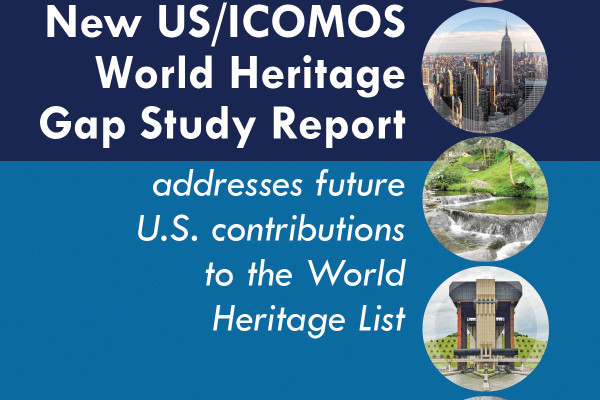 New US/ICOMOS
World Heritage
Gap Study Report
addresses future
U.S. contributions
to the World
Heritage List